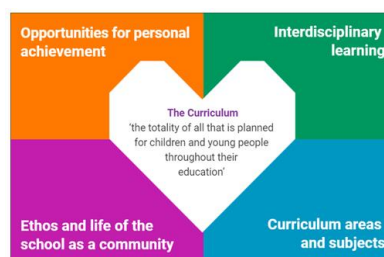 Opportunities for personal
achievement
Interdisciplinary
learning
The Curriculum
'the totality of all that is planned
for children and young people
throughout their
education'
Ethos and life of the
school as a community
Curriculum areas
and subjects